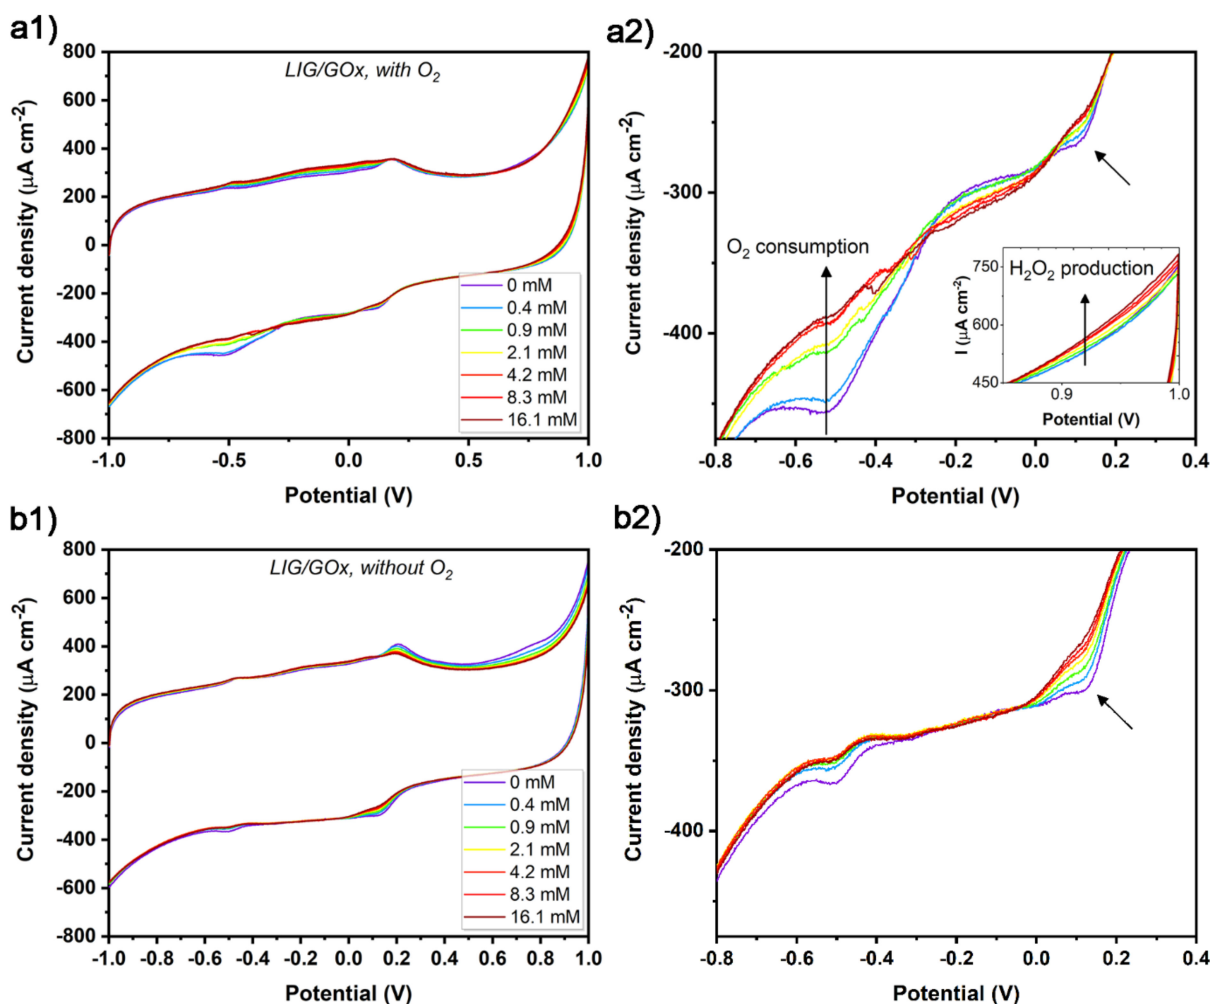 a1)
800
600
400
200
0
-200
-400
-600
-800
Current density (μA cm⁻²)
LIG/GOx, with O₂
0 mM
0.4 mM
0.9 mM
2.1 mM
4.2 mM
8.3 mM
16.1 mM
-1.0 -0.5 0.0 0.5 1.0
Potential (V)
a2)
-200
-300
-400
Current density (μA cm⁻²)
O₂ consumption
H₂O₂ production
750
600
450
I (μA cm⁻²)
0.9 1.0
Potential (V)
-0.8 -0.6 -0.4 -0.2 0.0 0.2 0.4
Potential (V)
b1)
800
600
400
200
0
-200
-400
-600
-800
Current density (μA cm⁻²)
LIG/GOx, without O₂
0 mM
0.4 mM
0.9 mM
2.1 mM
4.2 mM
8.3 mM
16.1 mM
-1.0 -0.8 -0.6 -0.4 -0.2 0.0 0.2 0.4 0.6 0.8 1.0
Potential (V)
b2)
-200
-300
-400
Current density (μA cm⁻²)
-0.8 -0.6 -0.4 -0.2 0.0 0.2 0.4
Potential (V)